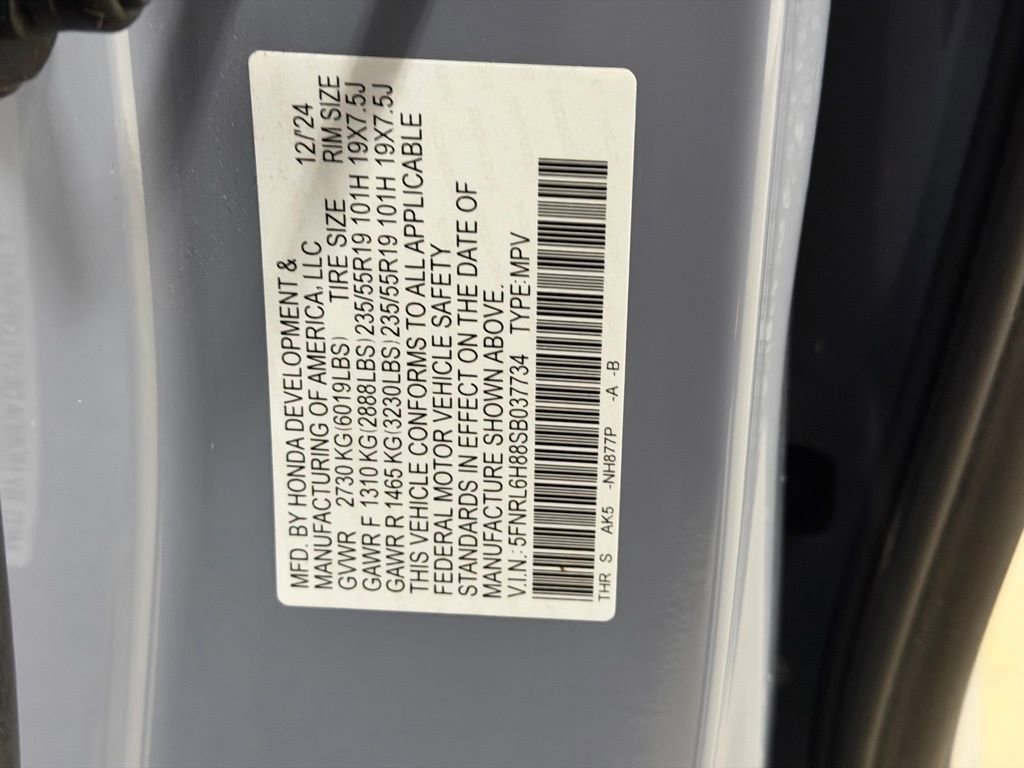 MFD. BY HONDA DEVELOPMENT &
MANUFACTURING OF AMERICA, LLC 12/'24
GVWR 2730 KG(6019LBS) TIRE SIZE RIM SIZE
GAWR F 1310 KG(2888LBS) 235/55R19 101H 19X7.5J
GAWR R 1465 KG(3230LBS) 235/55R19 101H 19X7.5J
THIS VEHICLE CONFORMS TO ALL APPLICABLE
FEDERAL MOTOR VEHICLE SAFETY
STANDARDS IN EFFECT ON THE DATE OF
MANUFACTURE SHOWN ABOVE.
V.I.N.: 5FNRL6H88SB037734 TYPE:MPV
THR S AK5 -NH877P -A -B